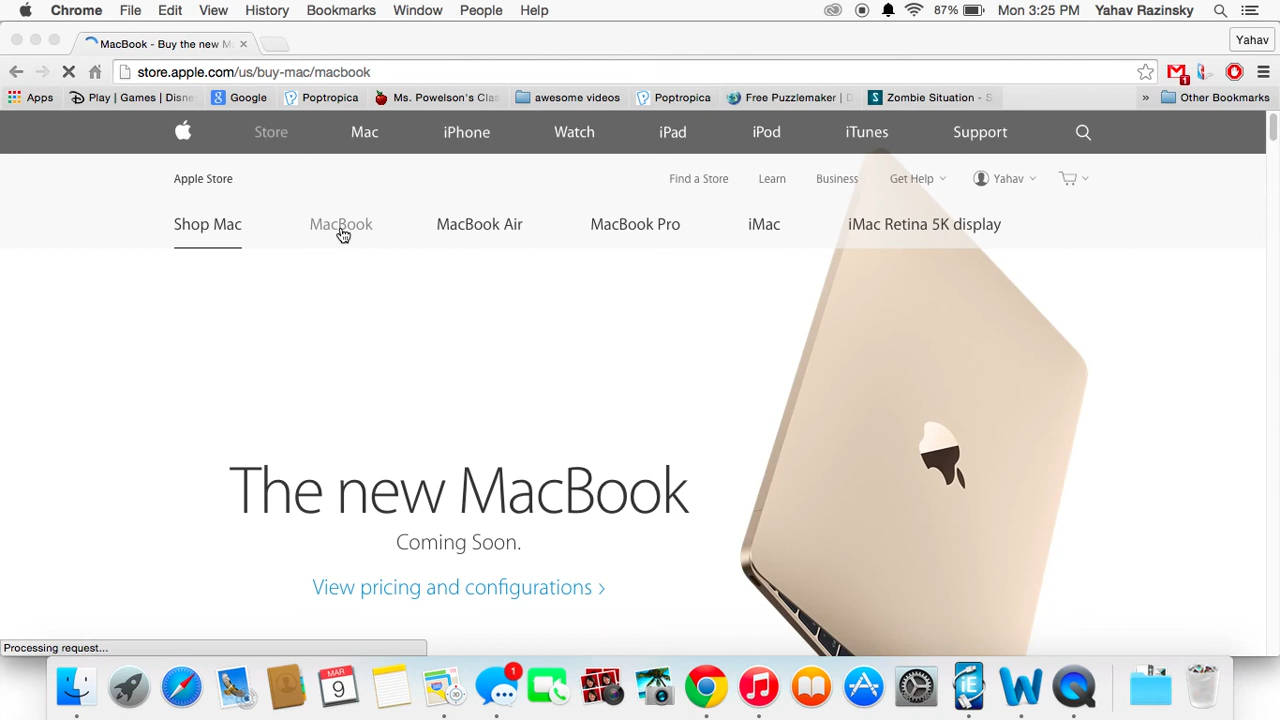 Chrome File Edit View History Bookmarks Window People Help 87% Mon 3:25 PM Yahav Razinsky
MacBook - Buy the new M Yahav
store.apple.com/us/buy-mac/macbook 1
Apps Play | Games | Disne Google Poptropica Ms. Powelson's Clas awesome videos Poptropica Free Puzzlemaker | D Zombie Situation - S » Other Bookmarks
Store Mac iPhone Watch iPad iPod iTunes Support
Apple Store Find a Store Learn Business Get Help Yahav
Shop Mac MacBook MacBook Air MacBook Pro iMac iMac Retina 5K display
The new MacBook
Coming Soon.
View pricing and configurations ›
Processing request...
MAR 1
9